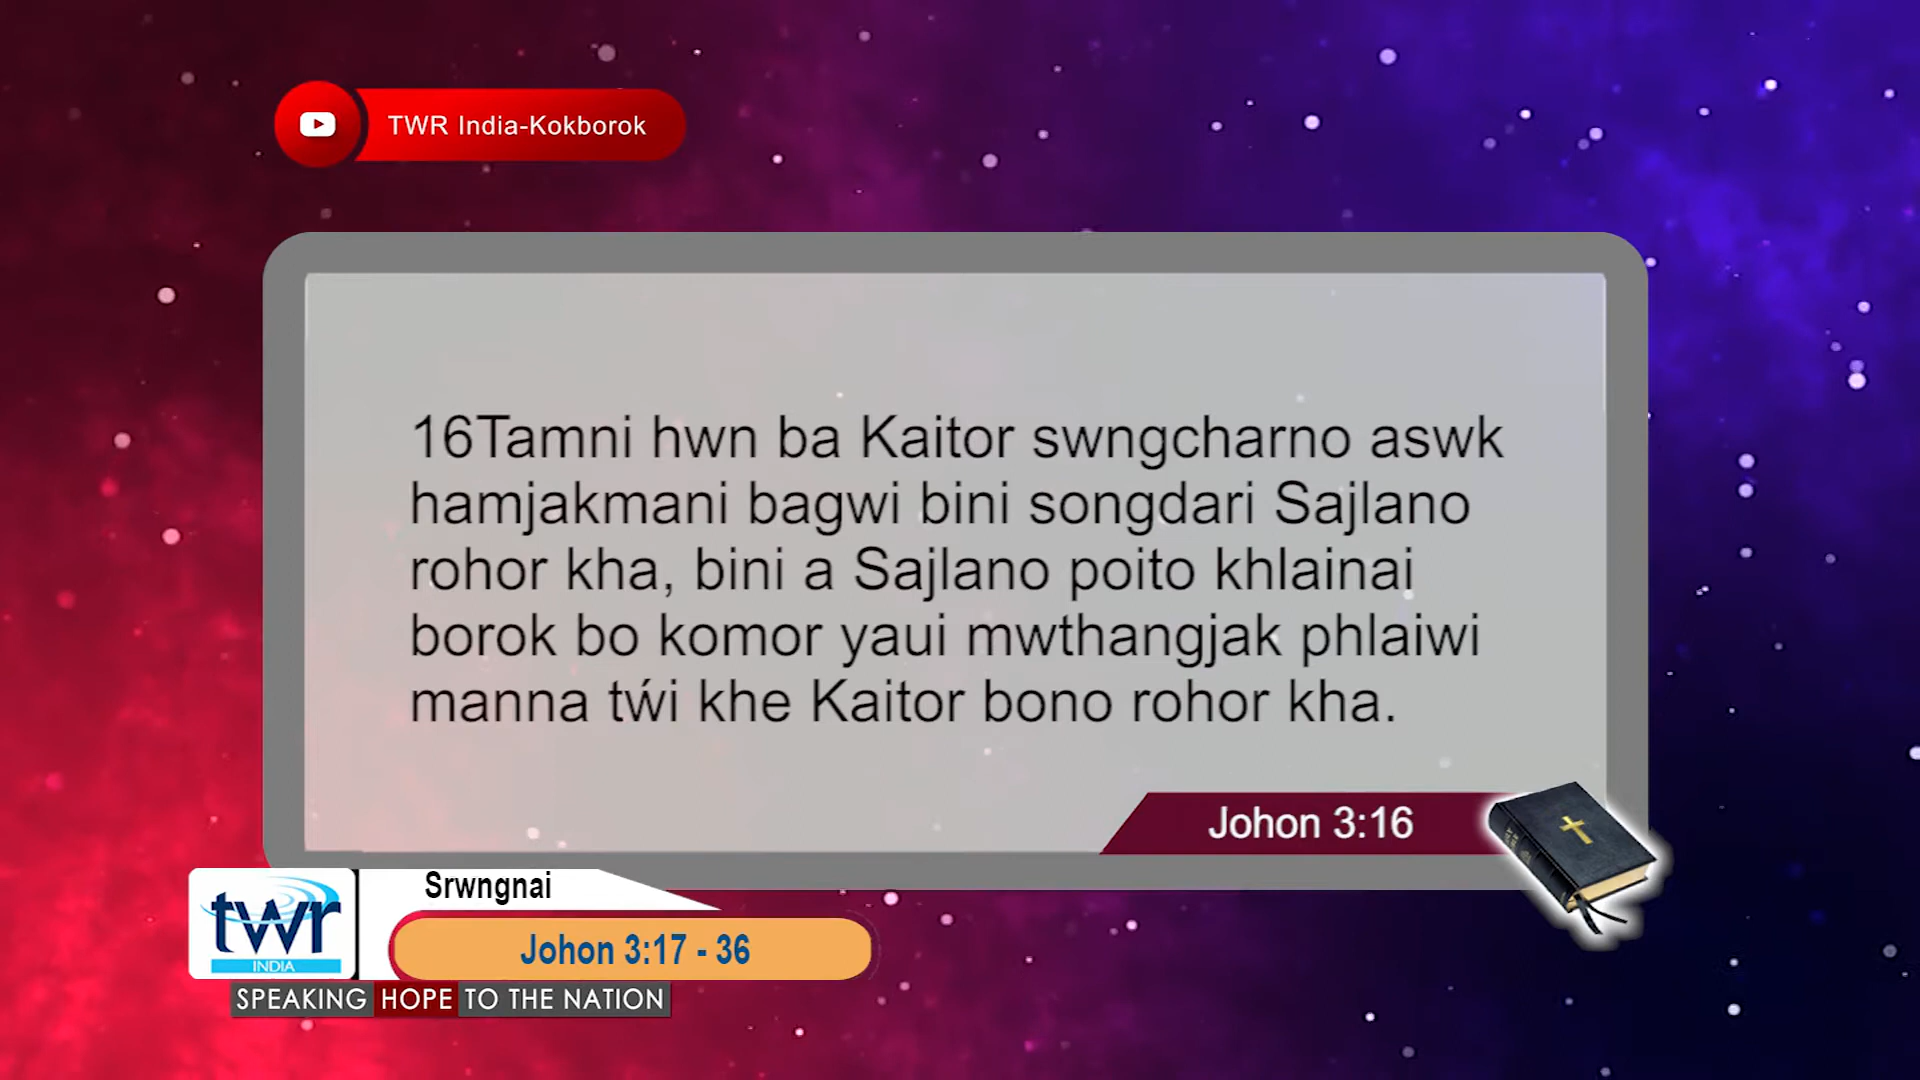 TWR India-Kokborok
16Tamni hwn ba Kaitor swngcharno aswk
hamjakmani bagwi bini songdari Sajlano
rohor kha, bini a Sajlano poito khlainai
borok bo komor yaui mwthangjak phlaiwi
manna tẃi khe Kaitor bono rohor kha.
Johon 3:16
Srwngnai
twr
INDIA
Johon 3:17 - 36
SPEAKING HOPE TO THE NATION